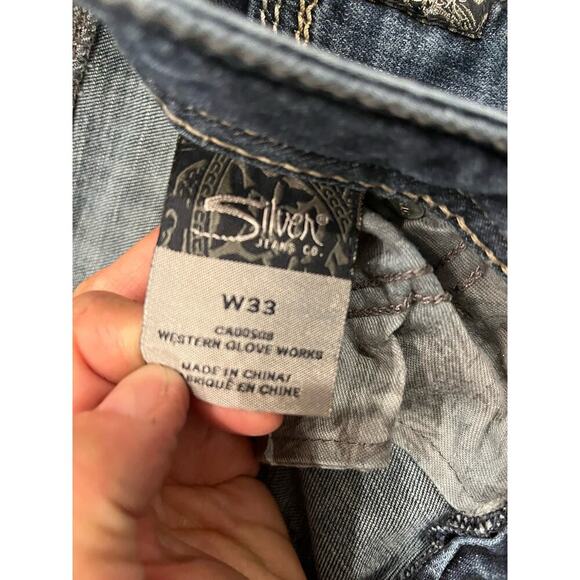 Silver
JEANS CO.
W33
CA00508
WESTERN GLOVE WORKS
MADE IN CHINA/
FABRIQUÉ EN CHINE